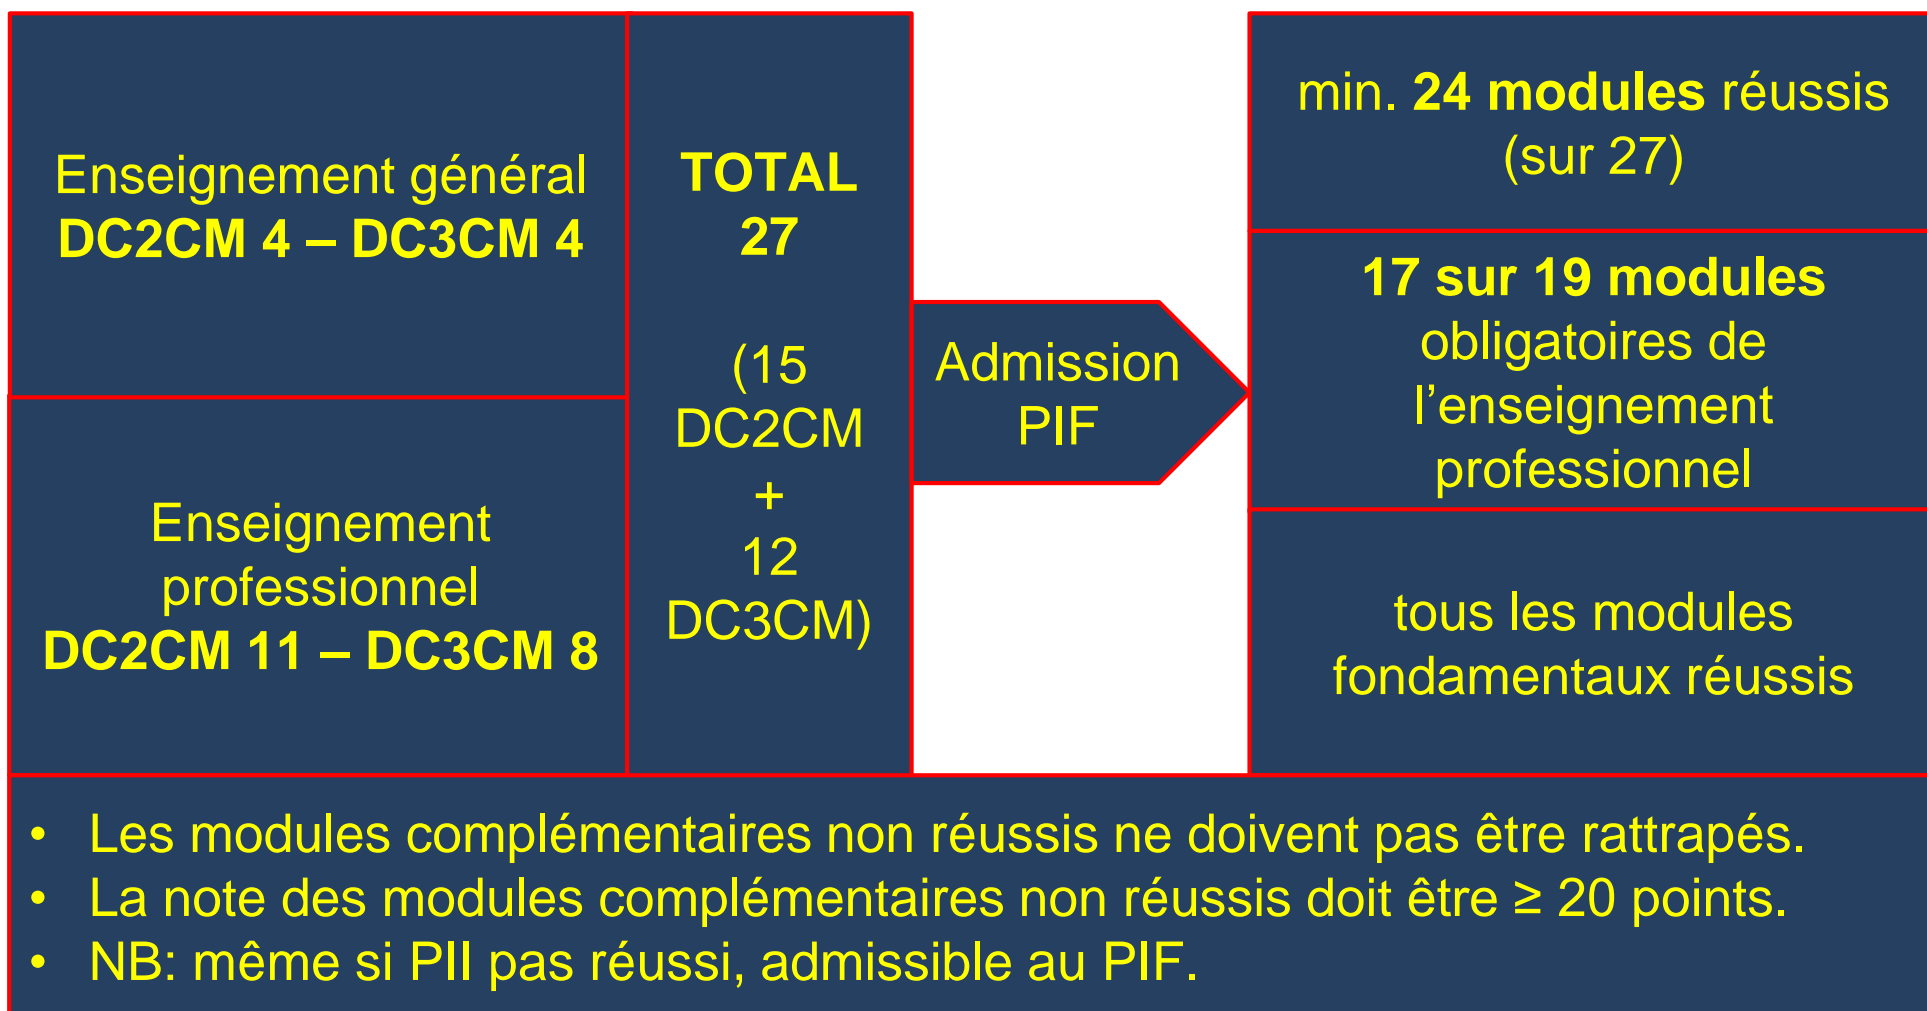 Enseignement général
DC2CM 4 – DC3CM 4
Enseignement
professionnel
DC2CM 11 – DC3CM 8
TOTAL
27
(15
DC2CM
+
12
DC3CM)
Admission
PIF
min. 24 modules réussis
(sur 27)
17 sur 19 modules
obligatoires de
l’enseignement
professionnel
tous les modules
fondamentaux réussis
• Les modules complémentaires non réussis ne doivent pas être rattrapés.
• La note des modules complémentaires non réussis doit être ≥ 20 points.
• NB: même si PII pas réussi, admissible au PIF.